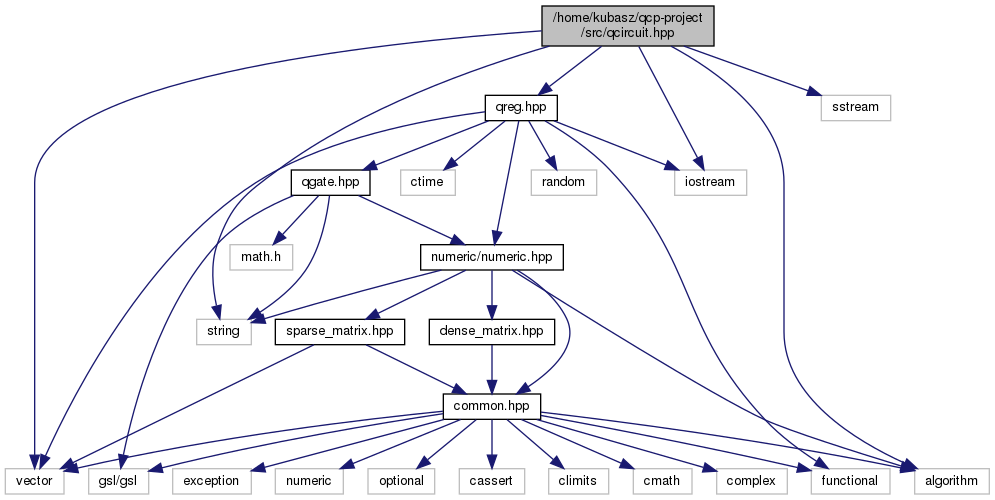 /home/kubasz/qcp-project
/src/qcircuit.hpp
qreg.hpp
sstream
qgate.hpp
ctime
random
iostream
math.h
numeric/numeric.hpp
string
sparse_matrix.hpp
dense_matrix.hpp
common.hpp
vector
gsl/gsl
exception
numeric
optional
cassert
climits
cmath
complex
functional
algorithm